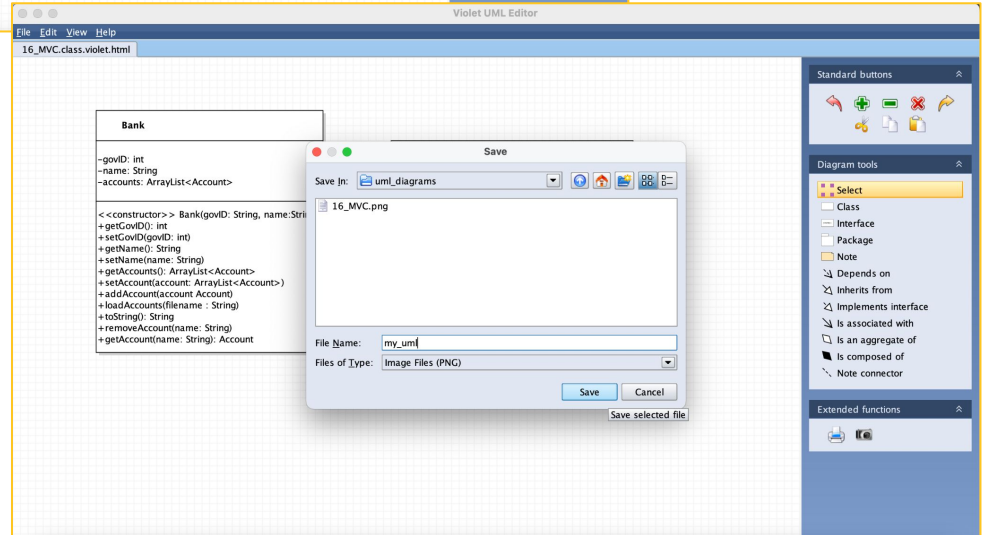 Violet UML Editor
File Edit View Help
16_MVC.class.violet.html
Bank
-govID: int
-name: String
-accounts: ArrayList<Account>
<<constructor>> Bank(govID: String, name:Stri
+getGovID(): int
+setGovID(govID: int)
+getName(): String
+setName(name: String)
+getAccounts(): ArrayList<Account>
+setAccount(account: ArrayList<Account>)
+addAccount(account Account)
+loadAccounts(filename : String)
+toString(): String
+removeAccount(name: String)
+getAccount(name: String): Account
Save
Save In: uml_diagrams
16_MVC.png
File Name: my_uml
Files of Type: Image Files (PNG)
Save Cancel
Save selected file
Standard buttons
Diagram tools
Select
Class
Interface
Package
Note
Depends on
Inherits from
Implements interface
Is associated with
Is an aggregate of
Is composed of
Note connector
Extended functions